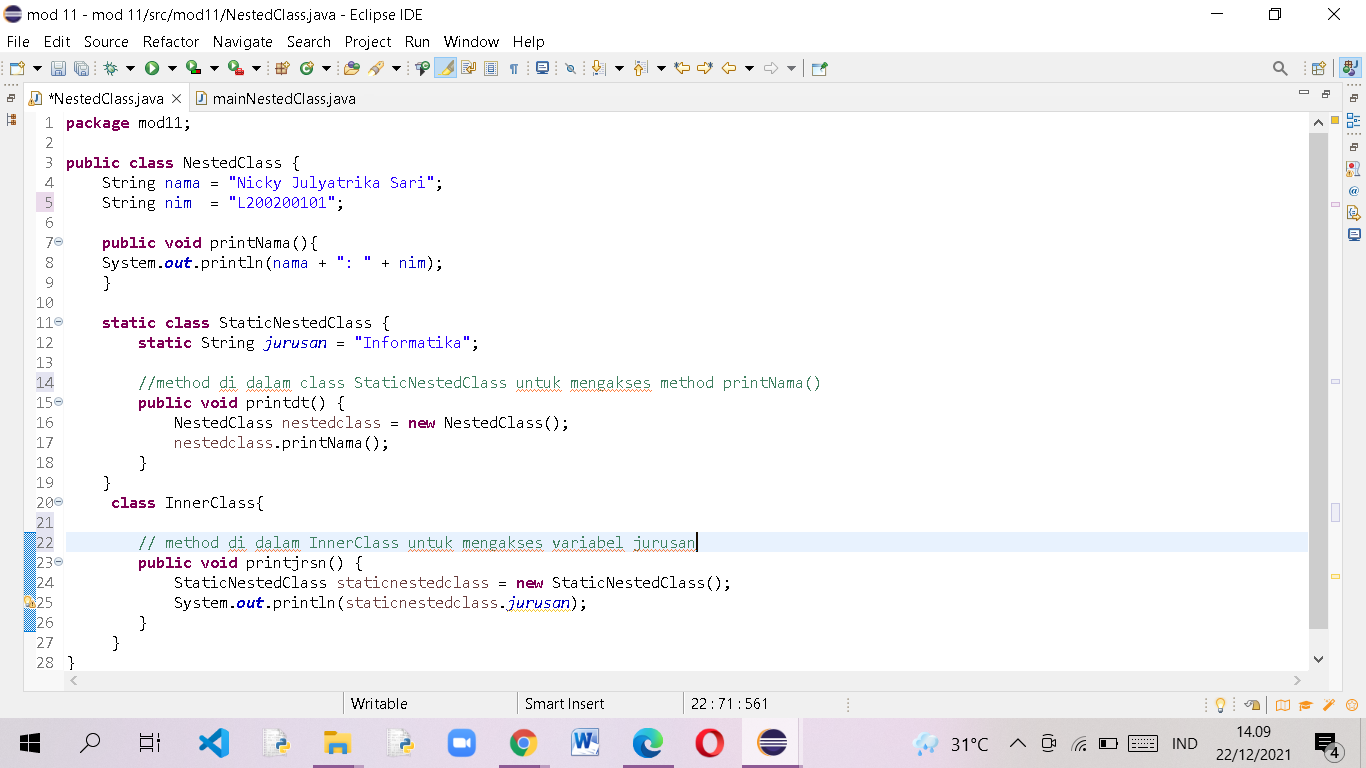 mod 11 - mod 11/src/mod11/NestedClass.java - Eclipse IDE
File Edit Source Refactor Navigate Search Project Run Window Help
*NestedClass.java mainNestedClass.java
1 package mod11;
2
3 public class NestedClass {
4 String nama = "Nicky Julyatrika Sari";
5 String nim = "L200200101";
6
7 public void printNama(){
8 System.out.println(nama + ": " + nim);
9 }
10
11 static class StaticNestedClass {
12 static String jurusan = "Informatika";
13
14 //method di dalam class StaticNestedClass untuk mengakses method printNama()
15 public void printdt() {
16 NestedClass nestedclass = new NestedClass();
17 nestedclass.printNama();
18 }
19 }
20 class InnerClass{
21
22 // method di dalam InnerClass untuk mengakses variabel jurusan
23 public void printjrsn() {
24 StaticNestedClass staticnestedclass = new StaticNestedClass();
25 System.out.println(staticnestedclass.jurusan);
26 }
27 }
28 }
Writable Smart Insert 22 : 71 : 561
31°C IND 14.09
22/12/2021 4